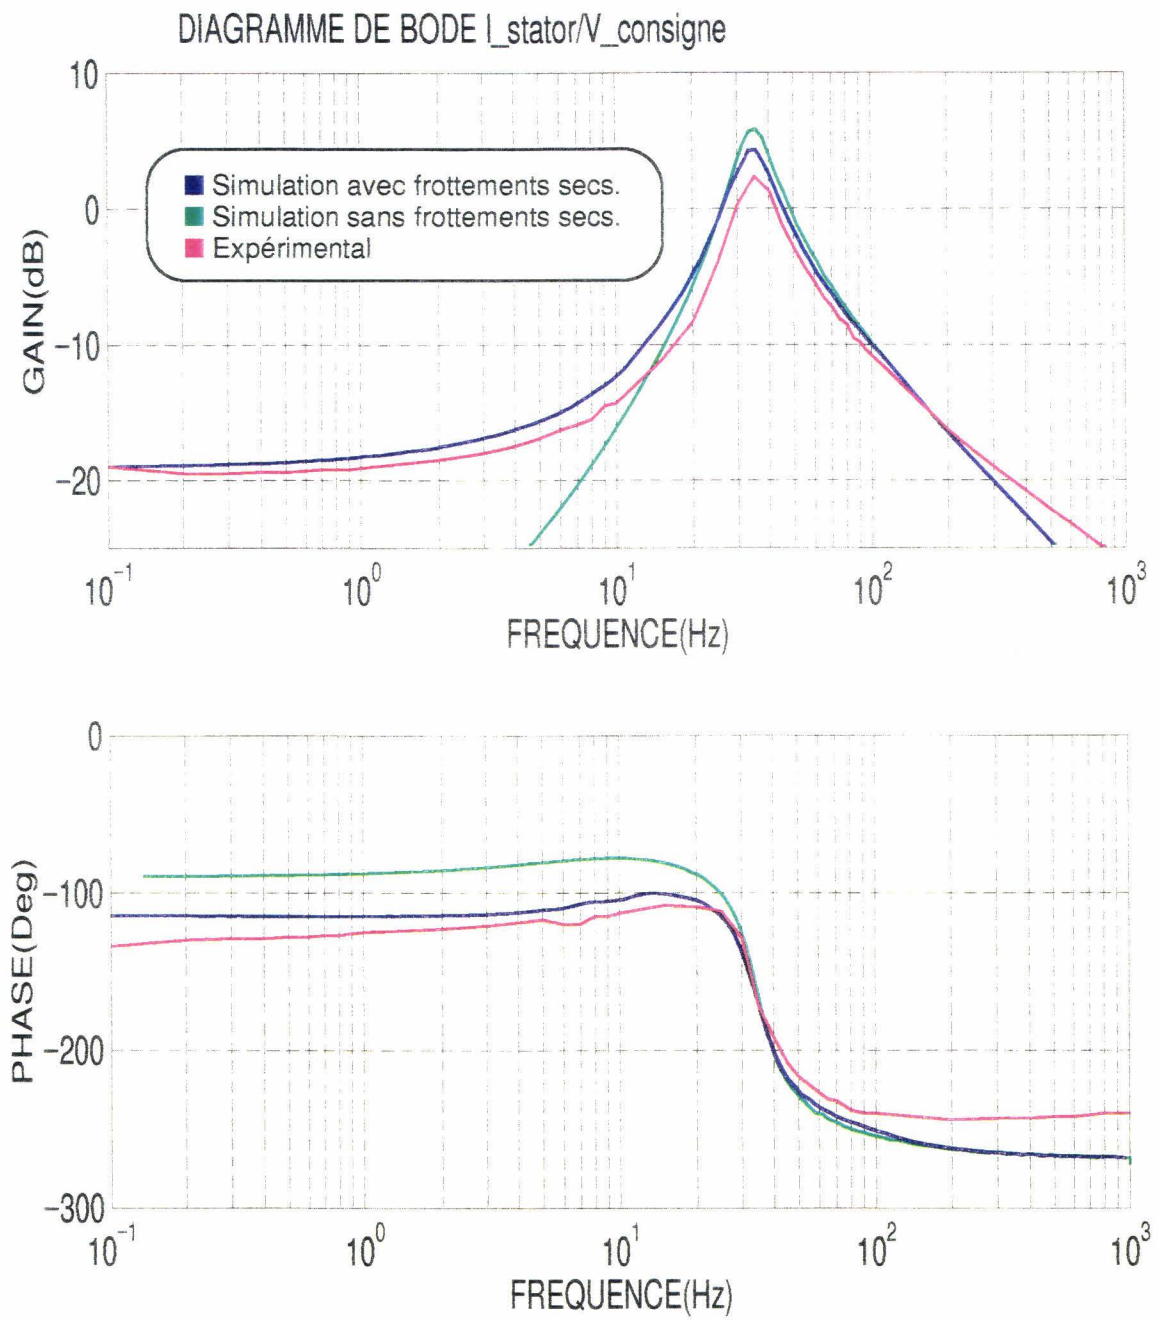 DIAGRAMME DE BODE I_stator/V_consigne
10
0
−10
−20
GAIN(dB)
Simulation avec frottements secs.
Simulation sans frottements secs.
Expérimental
10^-1 10^0 10^1 10^2 10^3
FREQUENCE(Hz)
0
−100
−200
−300
PHASE(Deg)
10^-1 10^0 10^1 10^2 10^3
FREQUENCE(Hz)